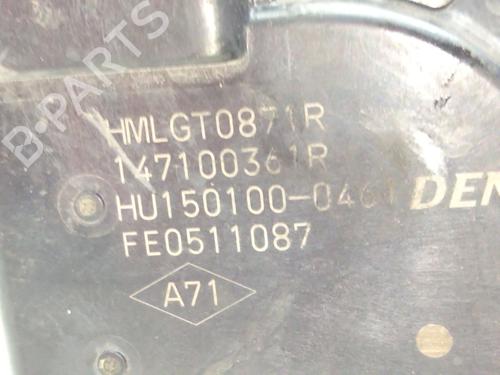 B-PARTS
HMLGT0871R
147100361R
HU150100-0461 DEN
FE0511087
A71